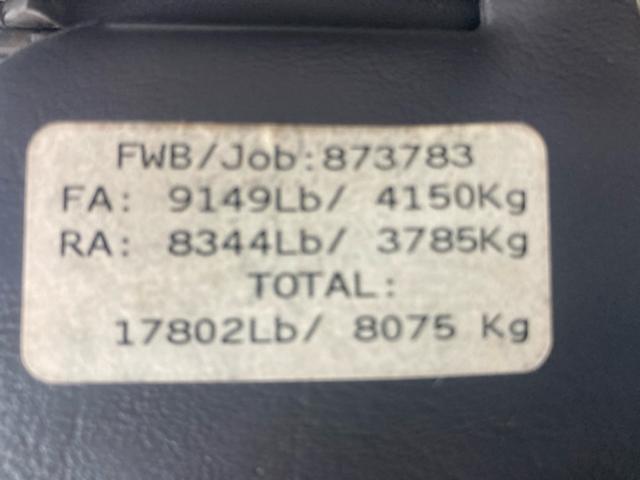 FWB/Job:873783
FA: 9149Lb/ 4150Kg
RA: 8344Lb/ 3785Kg
TOTAL:
17802Lb/ 8075 Kg